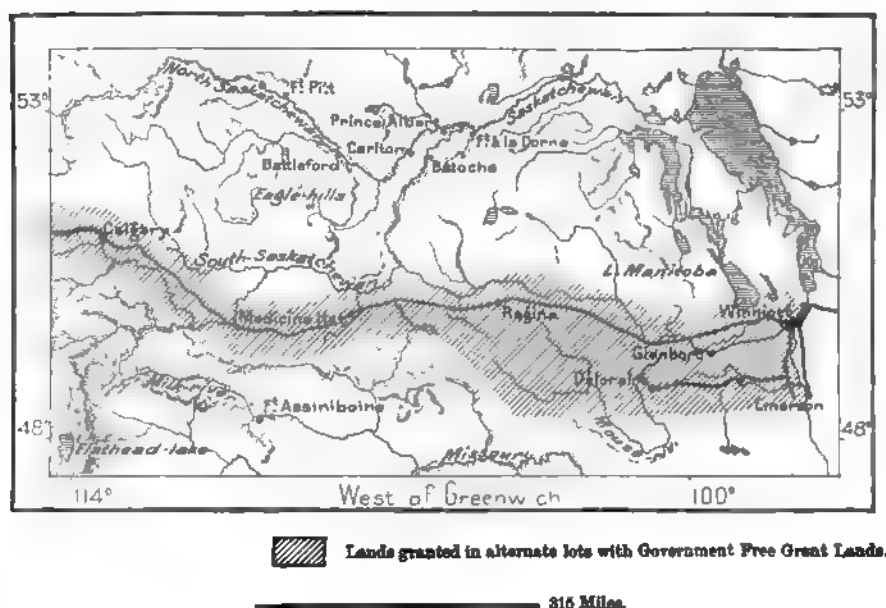 North Saskatchewan
Ft. Pitt
53°
53°
Prince Albert
Saskatchewan
Carlton
Ft. à la Corne
Battleford
Batoche
Eagle-hills
Calgary
South-Saskatchewan
L. Manitoba
Medicine Hat
Regina
Winnipeg
Glenboro
Deloraine
Milk-river
Ft. Assiniboine
Emerson
48°
48°
Flathead-lake
Missouri
Mouse
114°
West of Greenwich
100°
Lands granted in alternate lots with Government Free Grant Lands.
315 Miles.